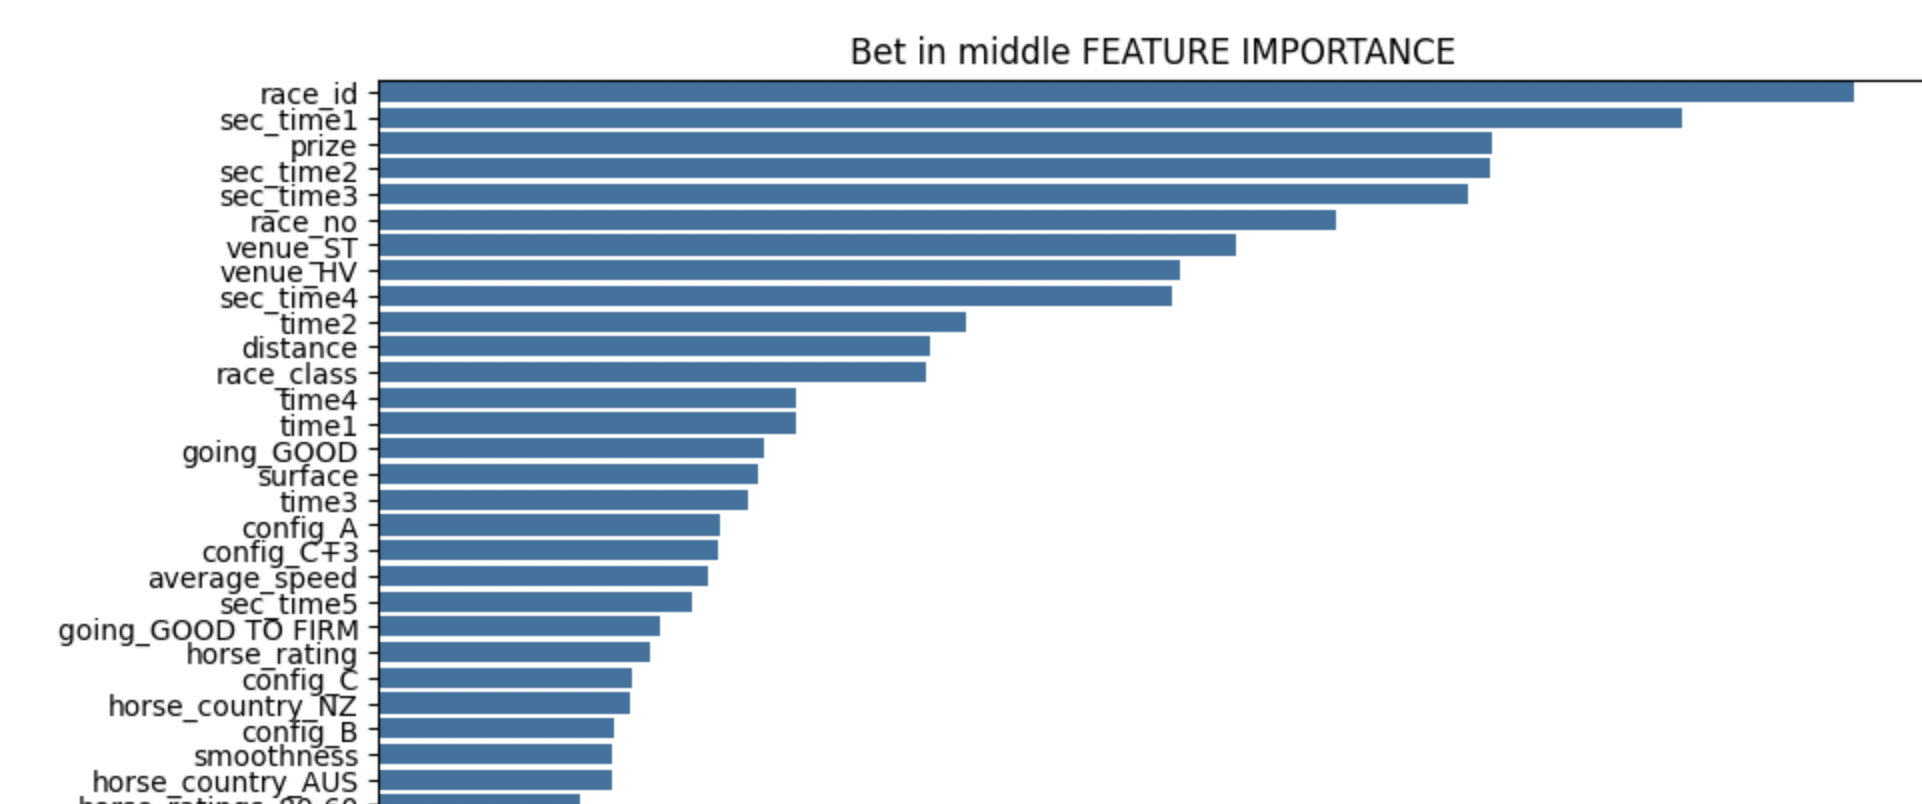 Bet in middle FEATURE IMPORTANCE
race_id
sec_time1
prize
sec_time2
sec_time3
race_no
venue_ST
venue_HV
sec_time4
time2
distance
race_class
time4
time1
going_GOOD
surface
time3
config_A
config_C+3
average_speed
sec_time5
going_GOOD TO FIRM
horse_rating
config_C
horse_country_NZ
config_B
smoothness
horse_country_AUS